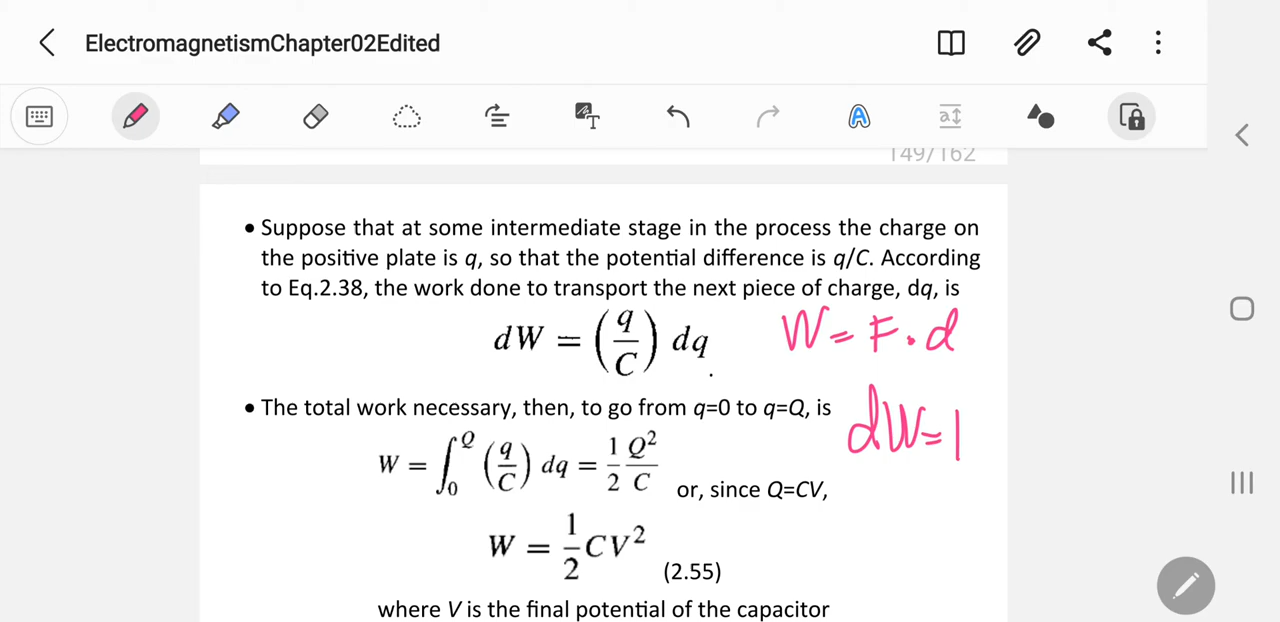 ElectromagnetismChapter02Edited
149/162
• Suppose that at some intermediate stage in the process the charge on
the positive plate is q, so that the potential difference is q/C. According
to Eq.2.38, the work done to transport the next piece of charge, dq, is
dW = (q/C) dq.
W = F. d
• The total work necessary, then, to go from q=0 to q=Q, is
dW = 1
W = ∫₀^Q (q/C) dq = 1/2 Q²/C or, since Q=CV,
W = 1/2 CV² (2.55)
where V is the final potential of the capacitor